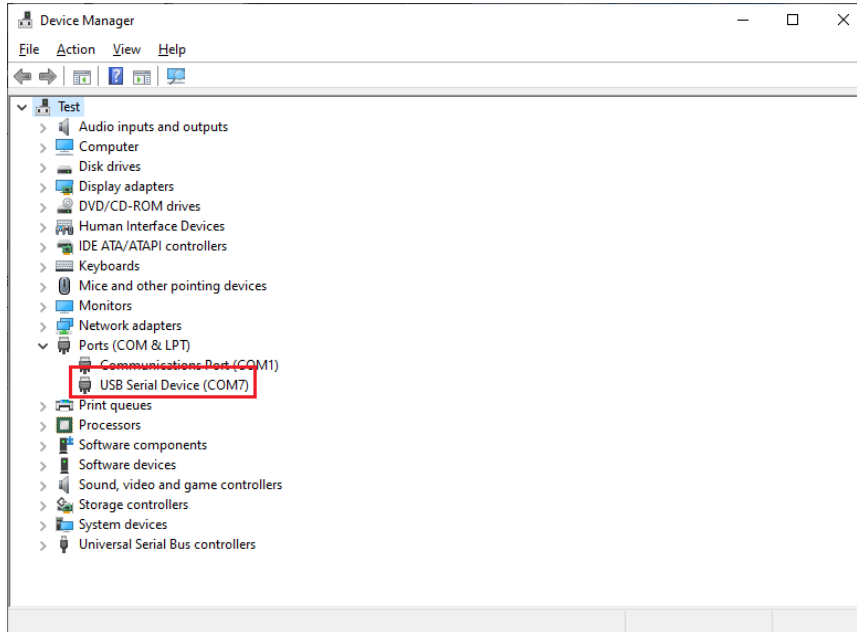 Device Manager
File Action View Help
Test
Audio inputs and outputs
Computer
Disk drives
Display adapters
DVD/CD-ROM drives
Human Interface Devices
IDE ATA/ATAPI controllers
Keyboards
Mice and other pointing devices
Monitors
Network adapters
Ports (COM & LPT)
Communications Port (COM1)
USB Serial Device (COM7)
Print queues
Processors
Software components
Software devices
Sound, video and game controllers
Storage controllers
System devices
Universal Serial Bus controllers